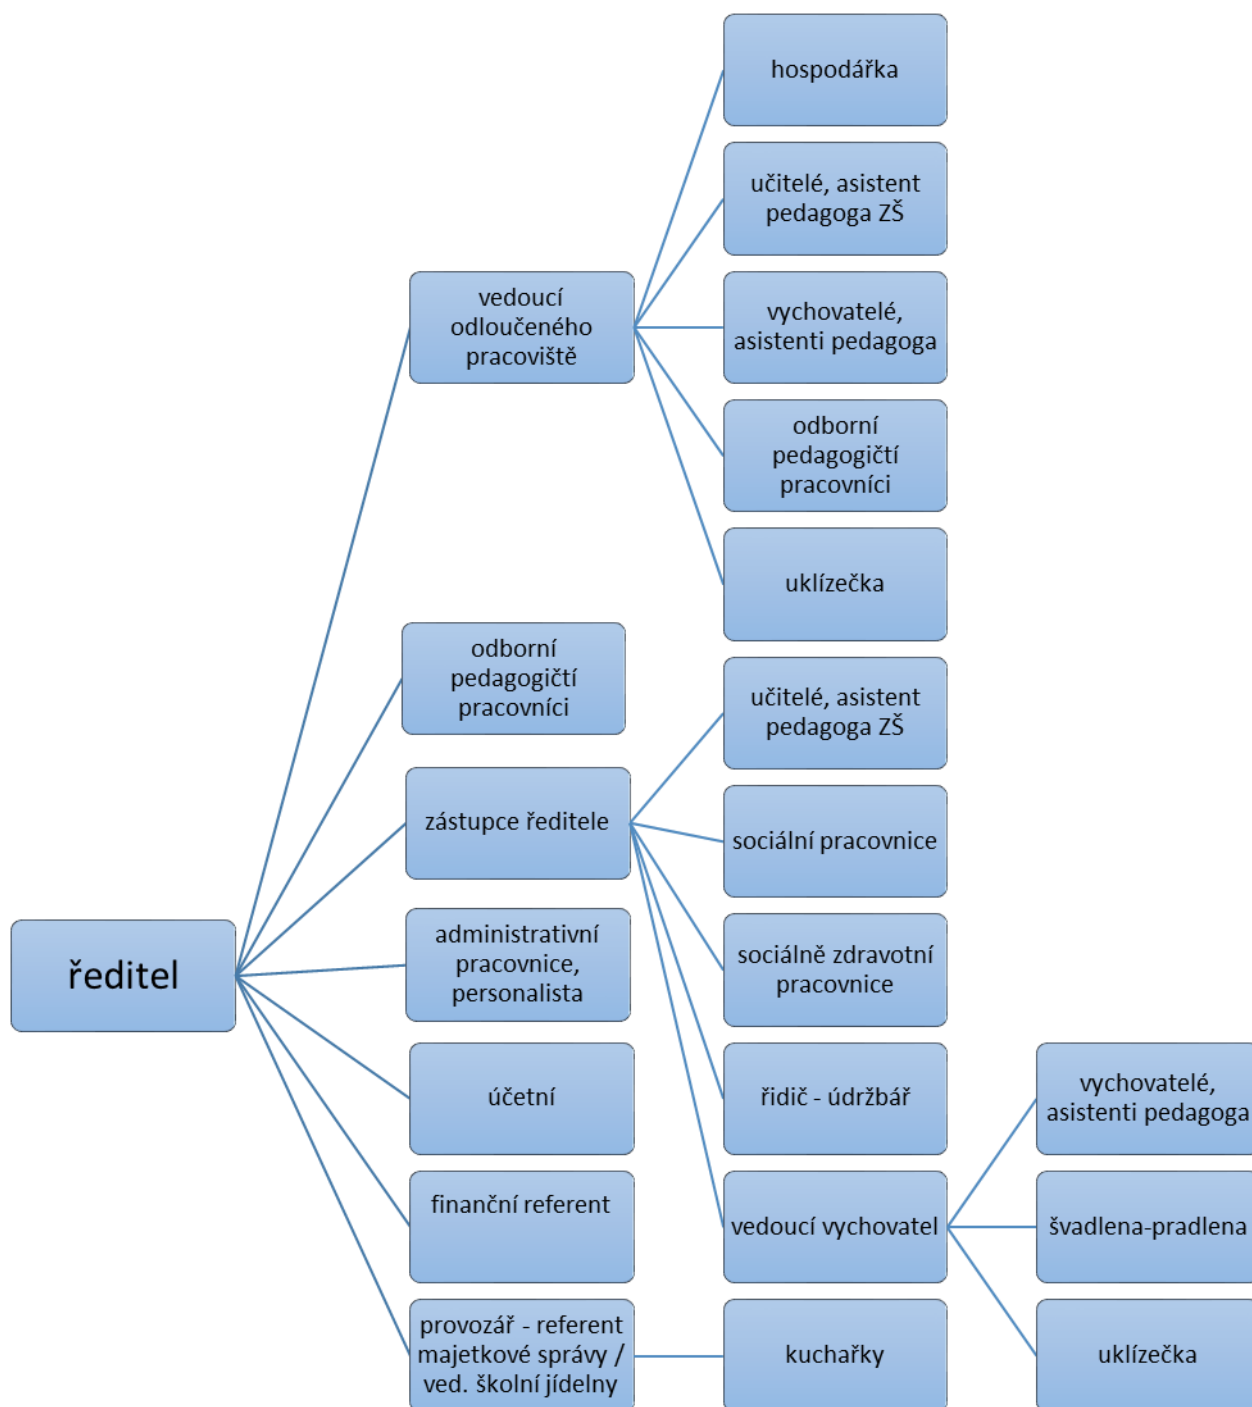 hospodářka
učitelé, asistent
pedagoga ZŠ
vedoucí
odloučeného
pracoviště
vychovatelé,
asistenti pedagoga
odborní
pedagogičtí
pracovníci
uklízečka
odborní
pedagogičtí
pracovníci
učitelé, asistent
pedagoga ZŠ
zástupce ředitele
sociální pracovnice
ředitel
administrativní
pracovnice,
personalista
sociálně zdravotní
pracovnice
účetní
řidič - údržbář
vychovatelé,
asistenti pedagoga
finanční referent
vedoucí vychovatel
švadlena-pradlena
provozář - referent
majetkové správy /
ved. školní jídelny
kuchařky
uklízečka